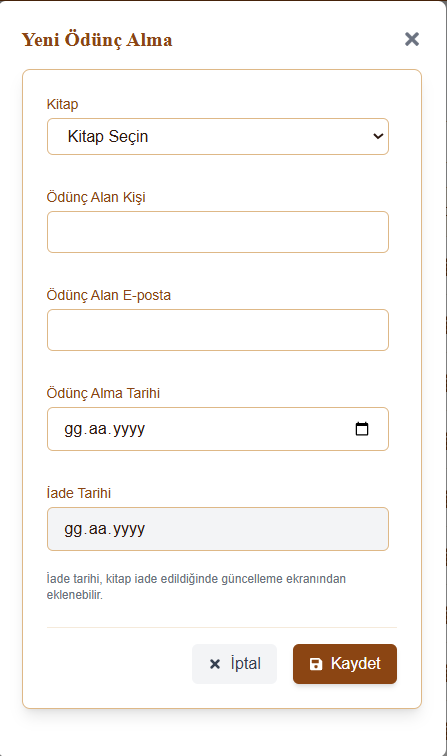 Yeni Ödünç Alma
Kitap
Kitap Seçin
Ödünç Alan Kişi
Ödünç Alan E-posta
Ödünç Alma Tarihi
gg.aa.yyyy
İade Tarihi
gg.aa.yyyy
İade tarihi, kitap iade edildiğinde güncelleme ekranından
eklenebilir.
İptal
Kaydet